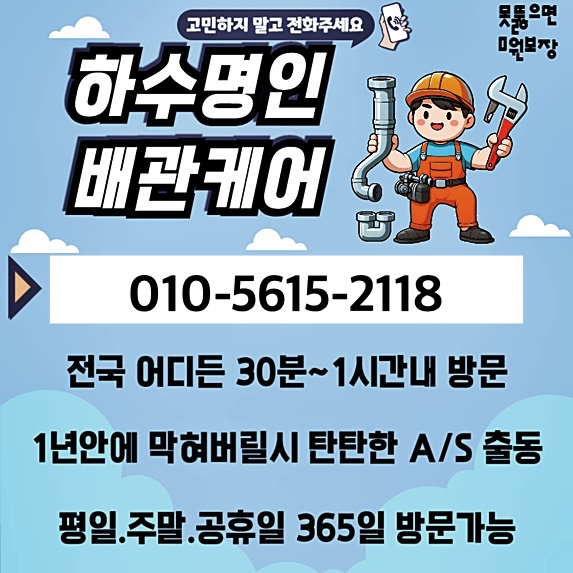 고민하지 말고 전화주세요
못뚫으면
0원보장
하수명인
배관케어
010-5615-2118
전국 어디든 30분~1시간내 방문
1년안에 막혀버릴시 탄탄한 A/S 출동
평일.주말.공휴일 365일 방문가능